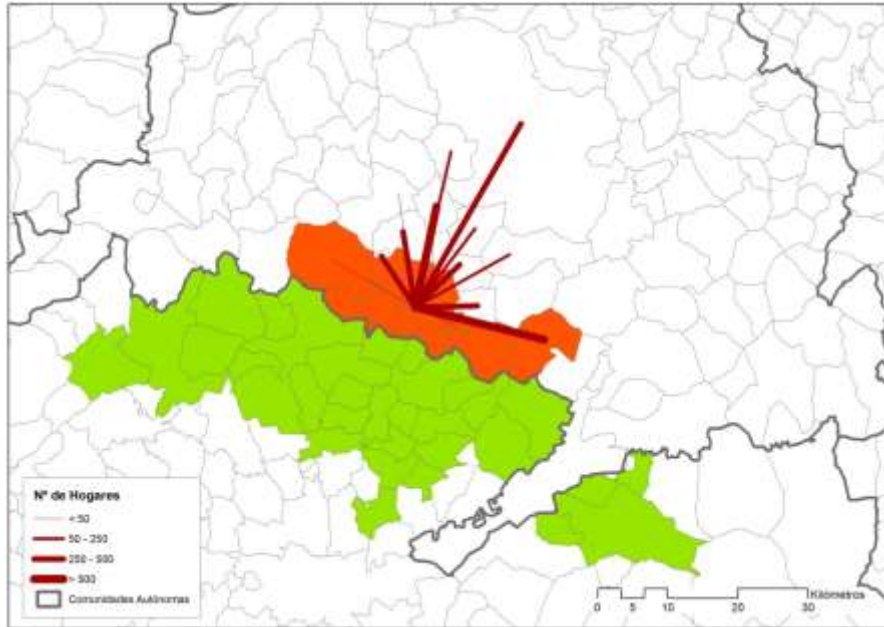 Nº de Hogares
< 50
50 - 250
250 - 500
> 500
Comunidades Autónomas
Kilómetros
0 5 10 20 30